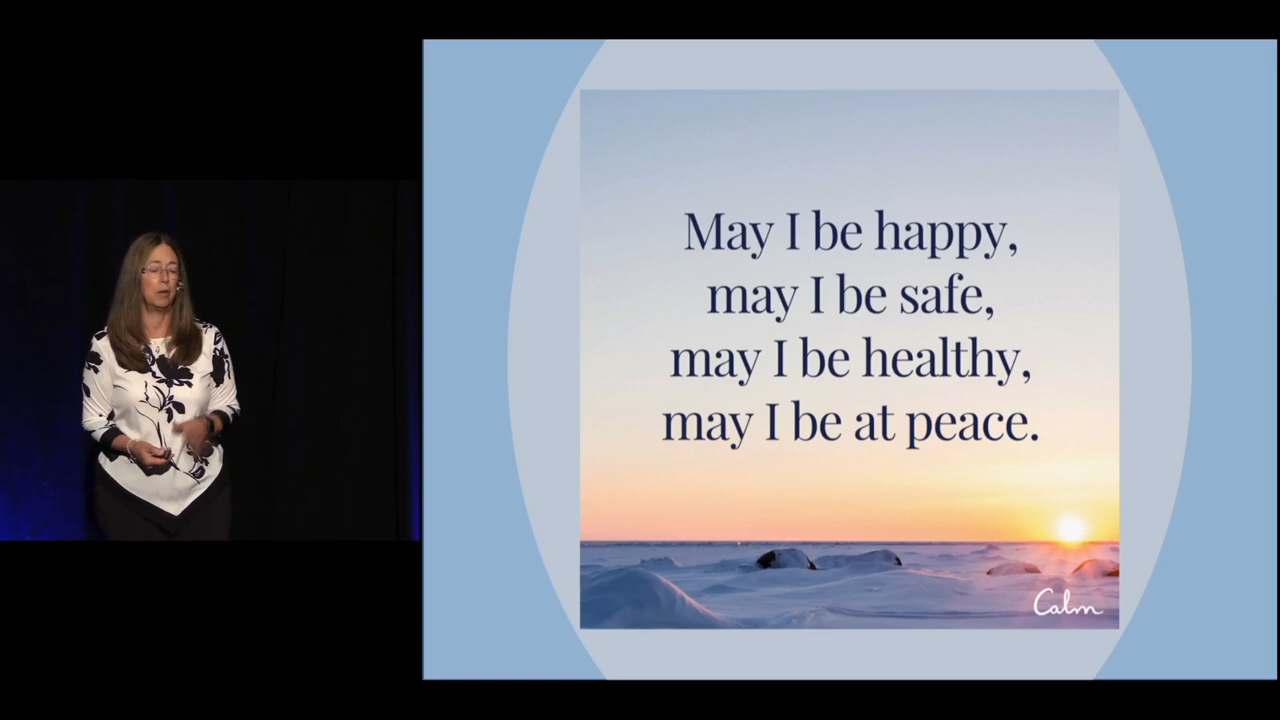 May I be happy,
may I be safe,
may I be healthy,
may I be at peace.
Calm